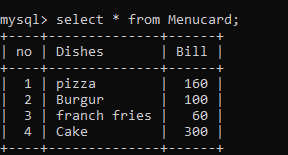 mysql> select * from Menucard;
+----+--------------+------+
| no | Dishes       | Bill |
+----+--------------+------+
|  1 | pizza        |  160 |
|  2 | Burgur       |  100 |
|  3 | franch fries |   60 |
|  4 | Cake         |  300 |
+----+--------------+------+